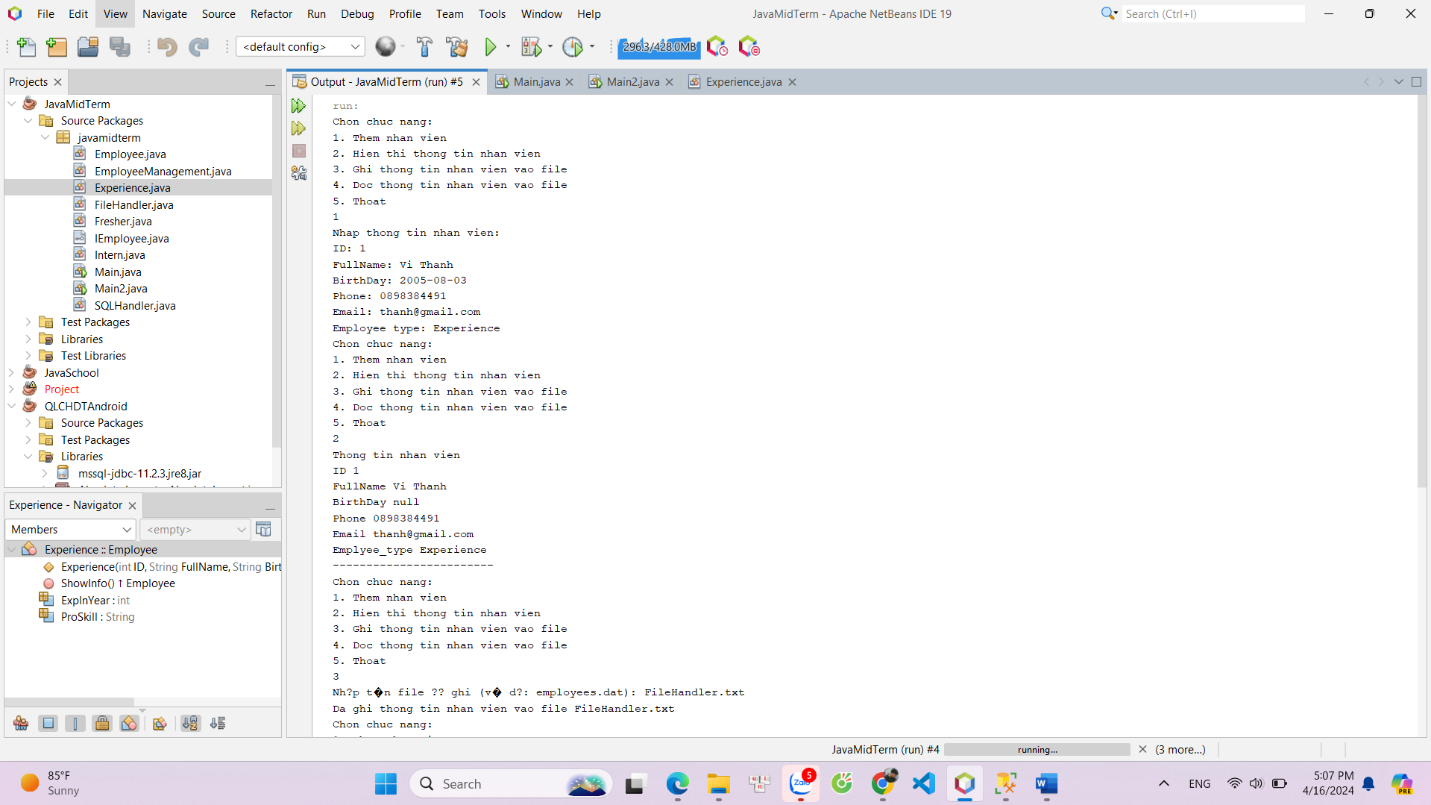 File Edit View Navigate Source Refactor Run Debug Profile Team Tools Window Help
JavaMidTerm - Apache NetBeans IDE 19
Search (Ctrl+I)
<default config>
296.3/428.0MB
Projects
JavaMidTerm
Source Packages
javamidterm
Employee.java
EmployeeManagement.java
Experience.java
FileHandler.java
Fresher.java
IEmployee.java
Intern.java
Main.java
Main2.java
SQLHandler.java
Test Packages
Libraries
Test Libraries
JavaSchool
Project
QLCHDTAndroid
Source Packages
Test Packages
Libraries
mssql-jdbc-11.2.3.jre8.jar
Experience - Navigator
Members
<empty>
Experience :: Employee
Experience(int ID, String FullName, String Birt
ShowInfo() ↑ Employee
ExpInYear : int
ProSkill : String
Output - JavaMidTerm (run) #5
Main.java
Main2.java
Experience.java
run:
Chon chuc nang:
1. Them nhan vien
2. Hien thi thong tin nhan vien
3. Ghi thong tin nhan vien vao file
4. Doc thong tin nhan vien vao file
5. Thoat
1
Nhap thong tin nhan vien:
ID: 1
FullName: Vi Thanh
BirthDay: 2005-08-03
Phone: 0898384491
Email: thanh@gmail.com
Employee type: Experience
Chon chuc nang:
1. Them nhan vien
2. Hien thi thong tin nhan vien
3. Ghi thong tin nhan vien vao file
4. Doc thong tin nhan vien vao file
5. Thoat
2
Thong tin nhan vien
ID 1
FullName Vi Thanh
BirthDay null
Phone 0898384491
Email thanh@gmail.com
Emplyee_type Experience
------------------------
Chon chuc nang:
1. Them nhan vien
2. Hien thi thong tin nhan vien
3. Ghi thong tin nhan vien vao file
4. Doc thong tin nhan vien vao file
5. Thoat
3
Nh?p t�n file ?? ghi (v� d?: employees.dat): FileHandler.txt
Da ghi thong tin nhan vien vao file FileHandler.txt
Chon chuc nang:
JavaMidTerm (run) #4
running...
(3 more...)
85°F
Sunny
Search
Zalo
5
PRE
ENG
5:07 PM
4/16/2024